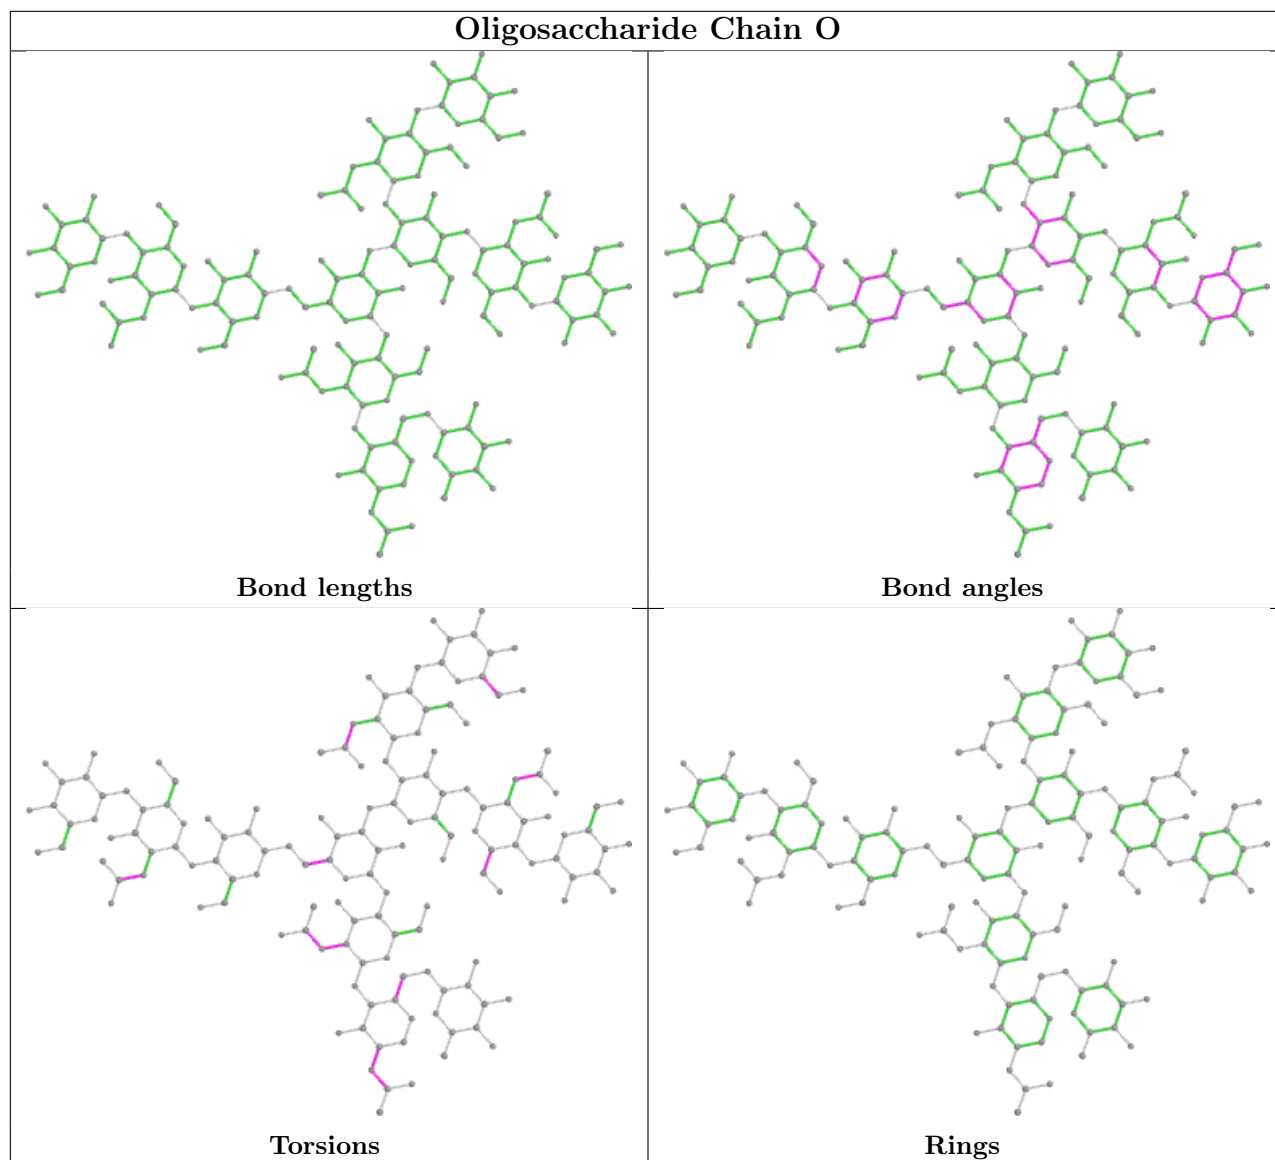 Oligosaccharide Chain O
Bond lengths
Bond angles
Torsions
Rings